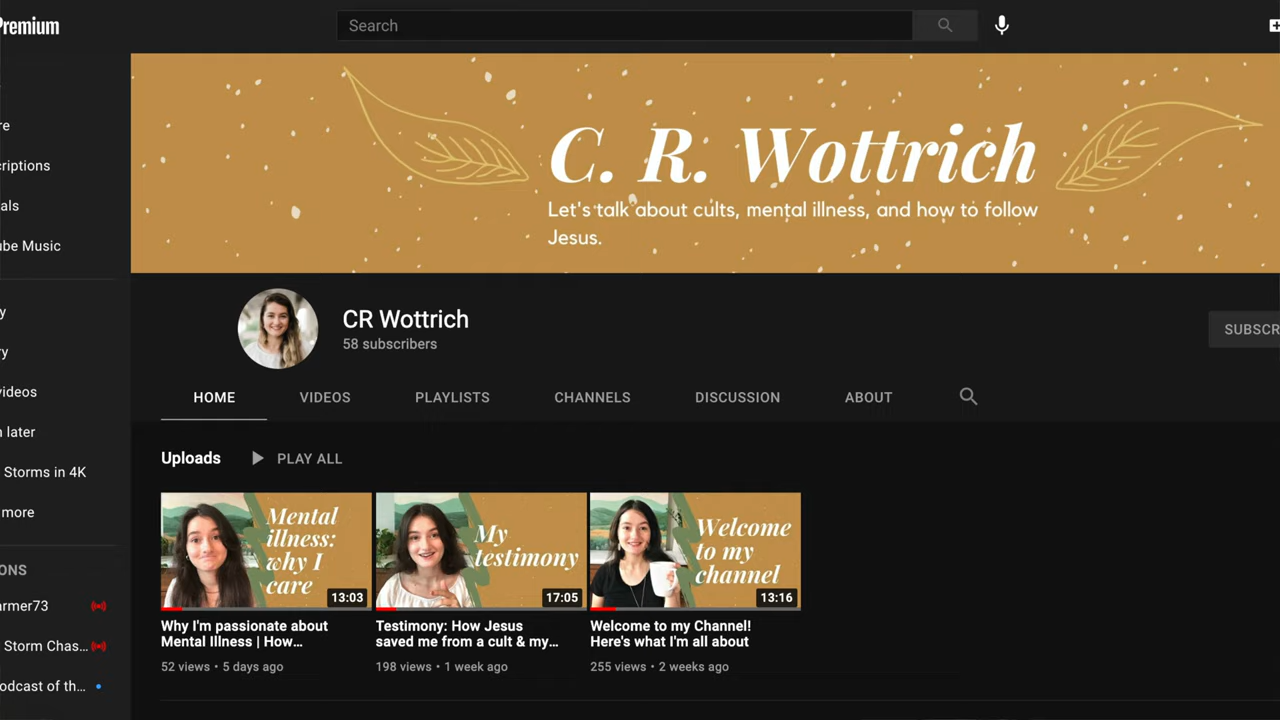 Premium
Search
C. R. Wottrich
Let's talk about cults, mental illness, and how to follow
Jesus.
re
criptions
als
ube Music
y
ry
videos
n later
Storms in 4K
more
ONS
armer73
Storm Chas...
odcast of th...
CR Wottrich
58 subscribers
SUBSCR
HOME
VIDEOS
PLAYLISTS
CHANNELS
DISCUSSION
ABOUT
Uploads
PLAY ALL
Mental
illness:
why I
care
13:03
Why I'm passionate about
Mental Illness | How...
52 views • 5 days ago
My
testimony
17:05
Testimony: How Jesus
saved me from a cult & my...
198 views • 1 week ago
Welcome
to my
channel
13:16
Welcome to my Channel!
Here's what I'm all about
255 views • 2 weeks ago